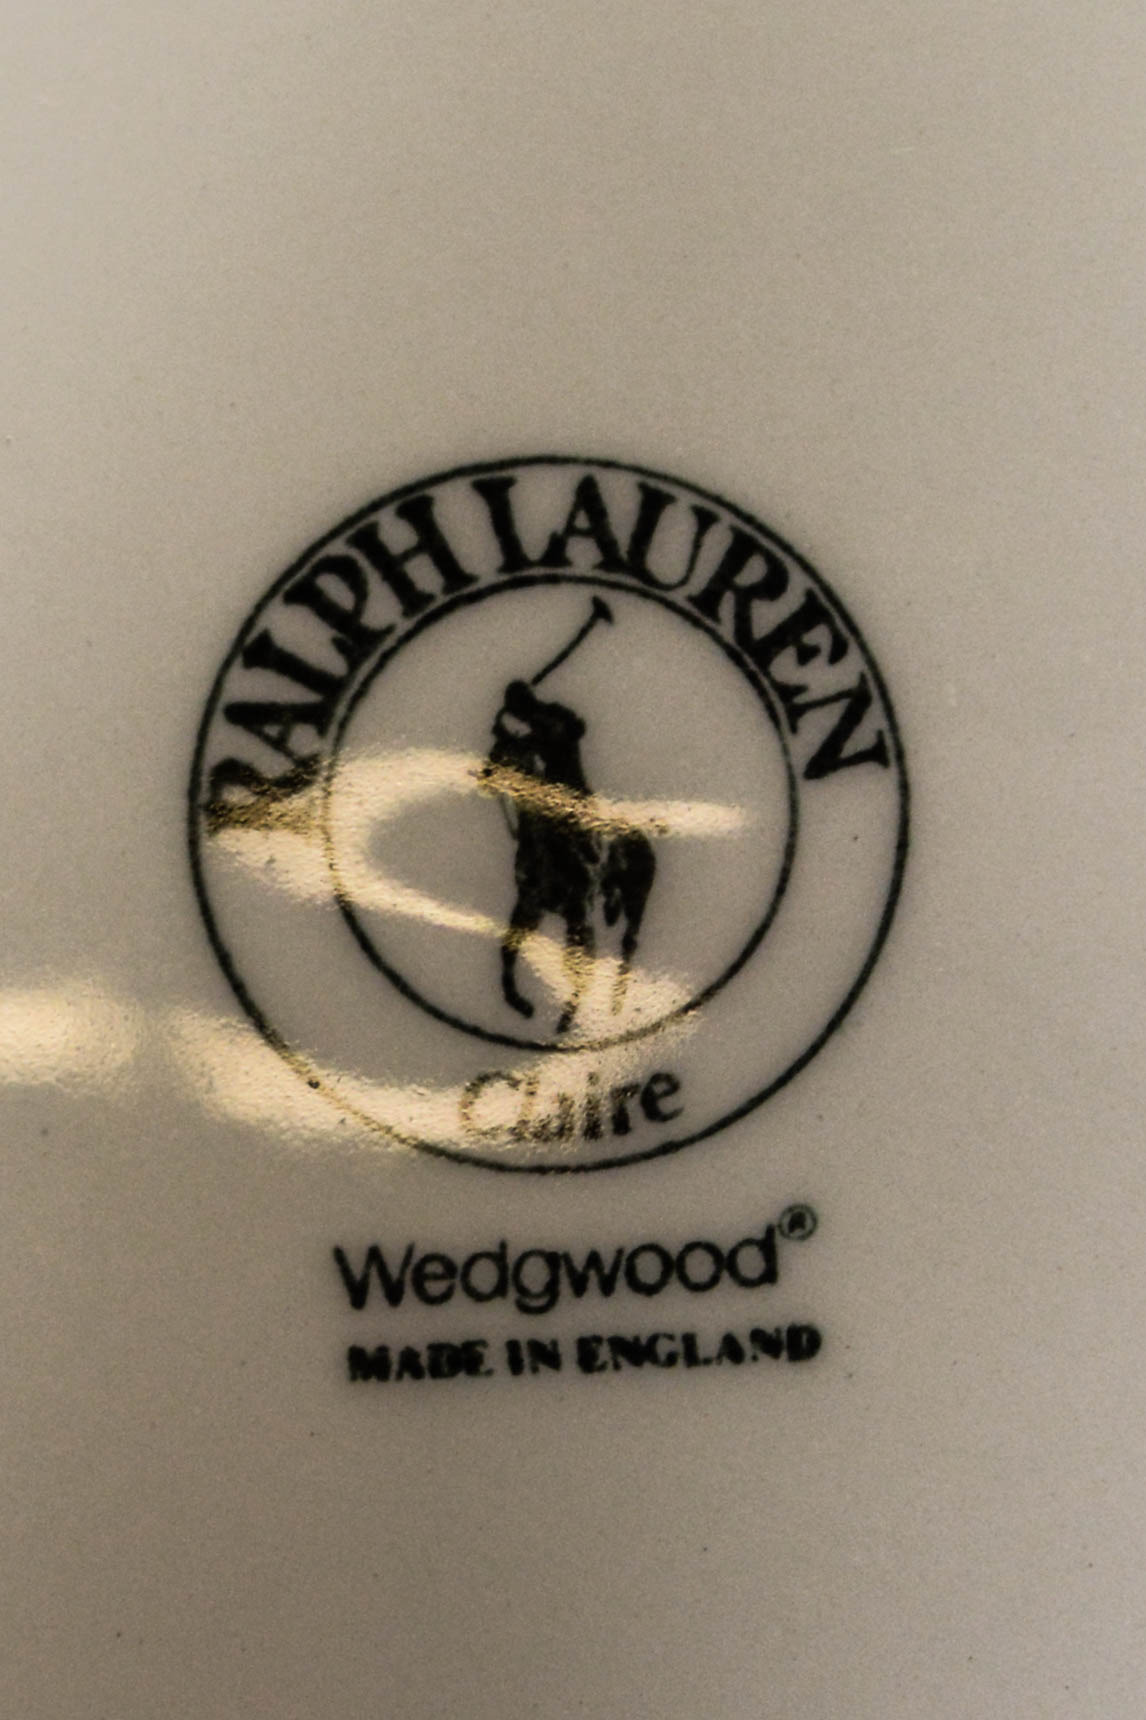 RALPH LAUREN
Claire
Wedgwood®
MADE IN ENGLAND